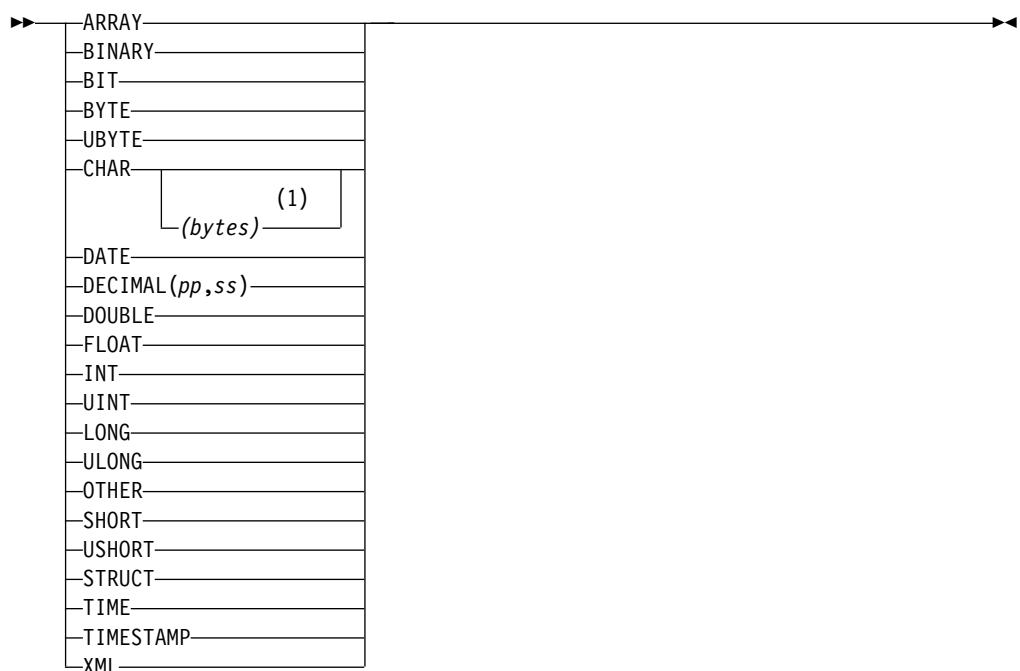 ARRAY
BINARY
BIT
BYTE
UBYTE
CHAR
(1)
(bytes)
DATE
DECIMAL(pp,ss)
DOUBLE
FLOAT
INT
UINT
LONG
ULONG
OTHER
SHORT
USHORT
STRUCT
TIME
TIMESTAMP
XML